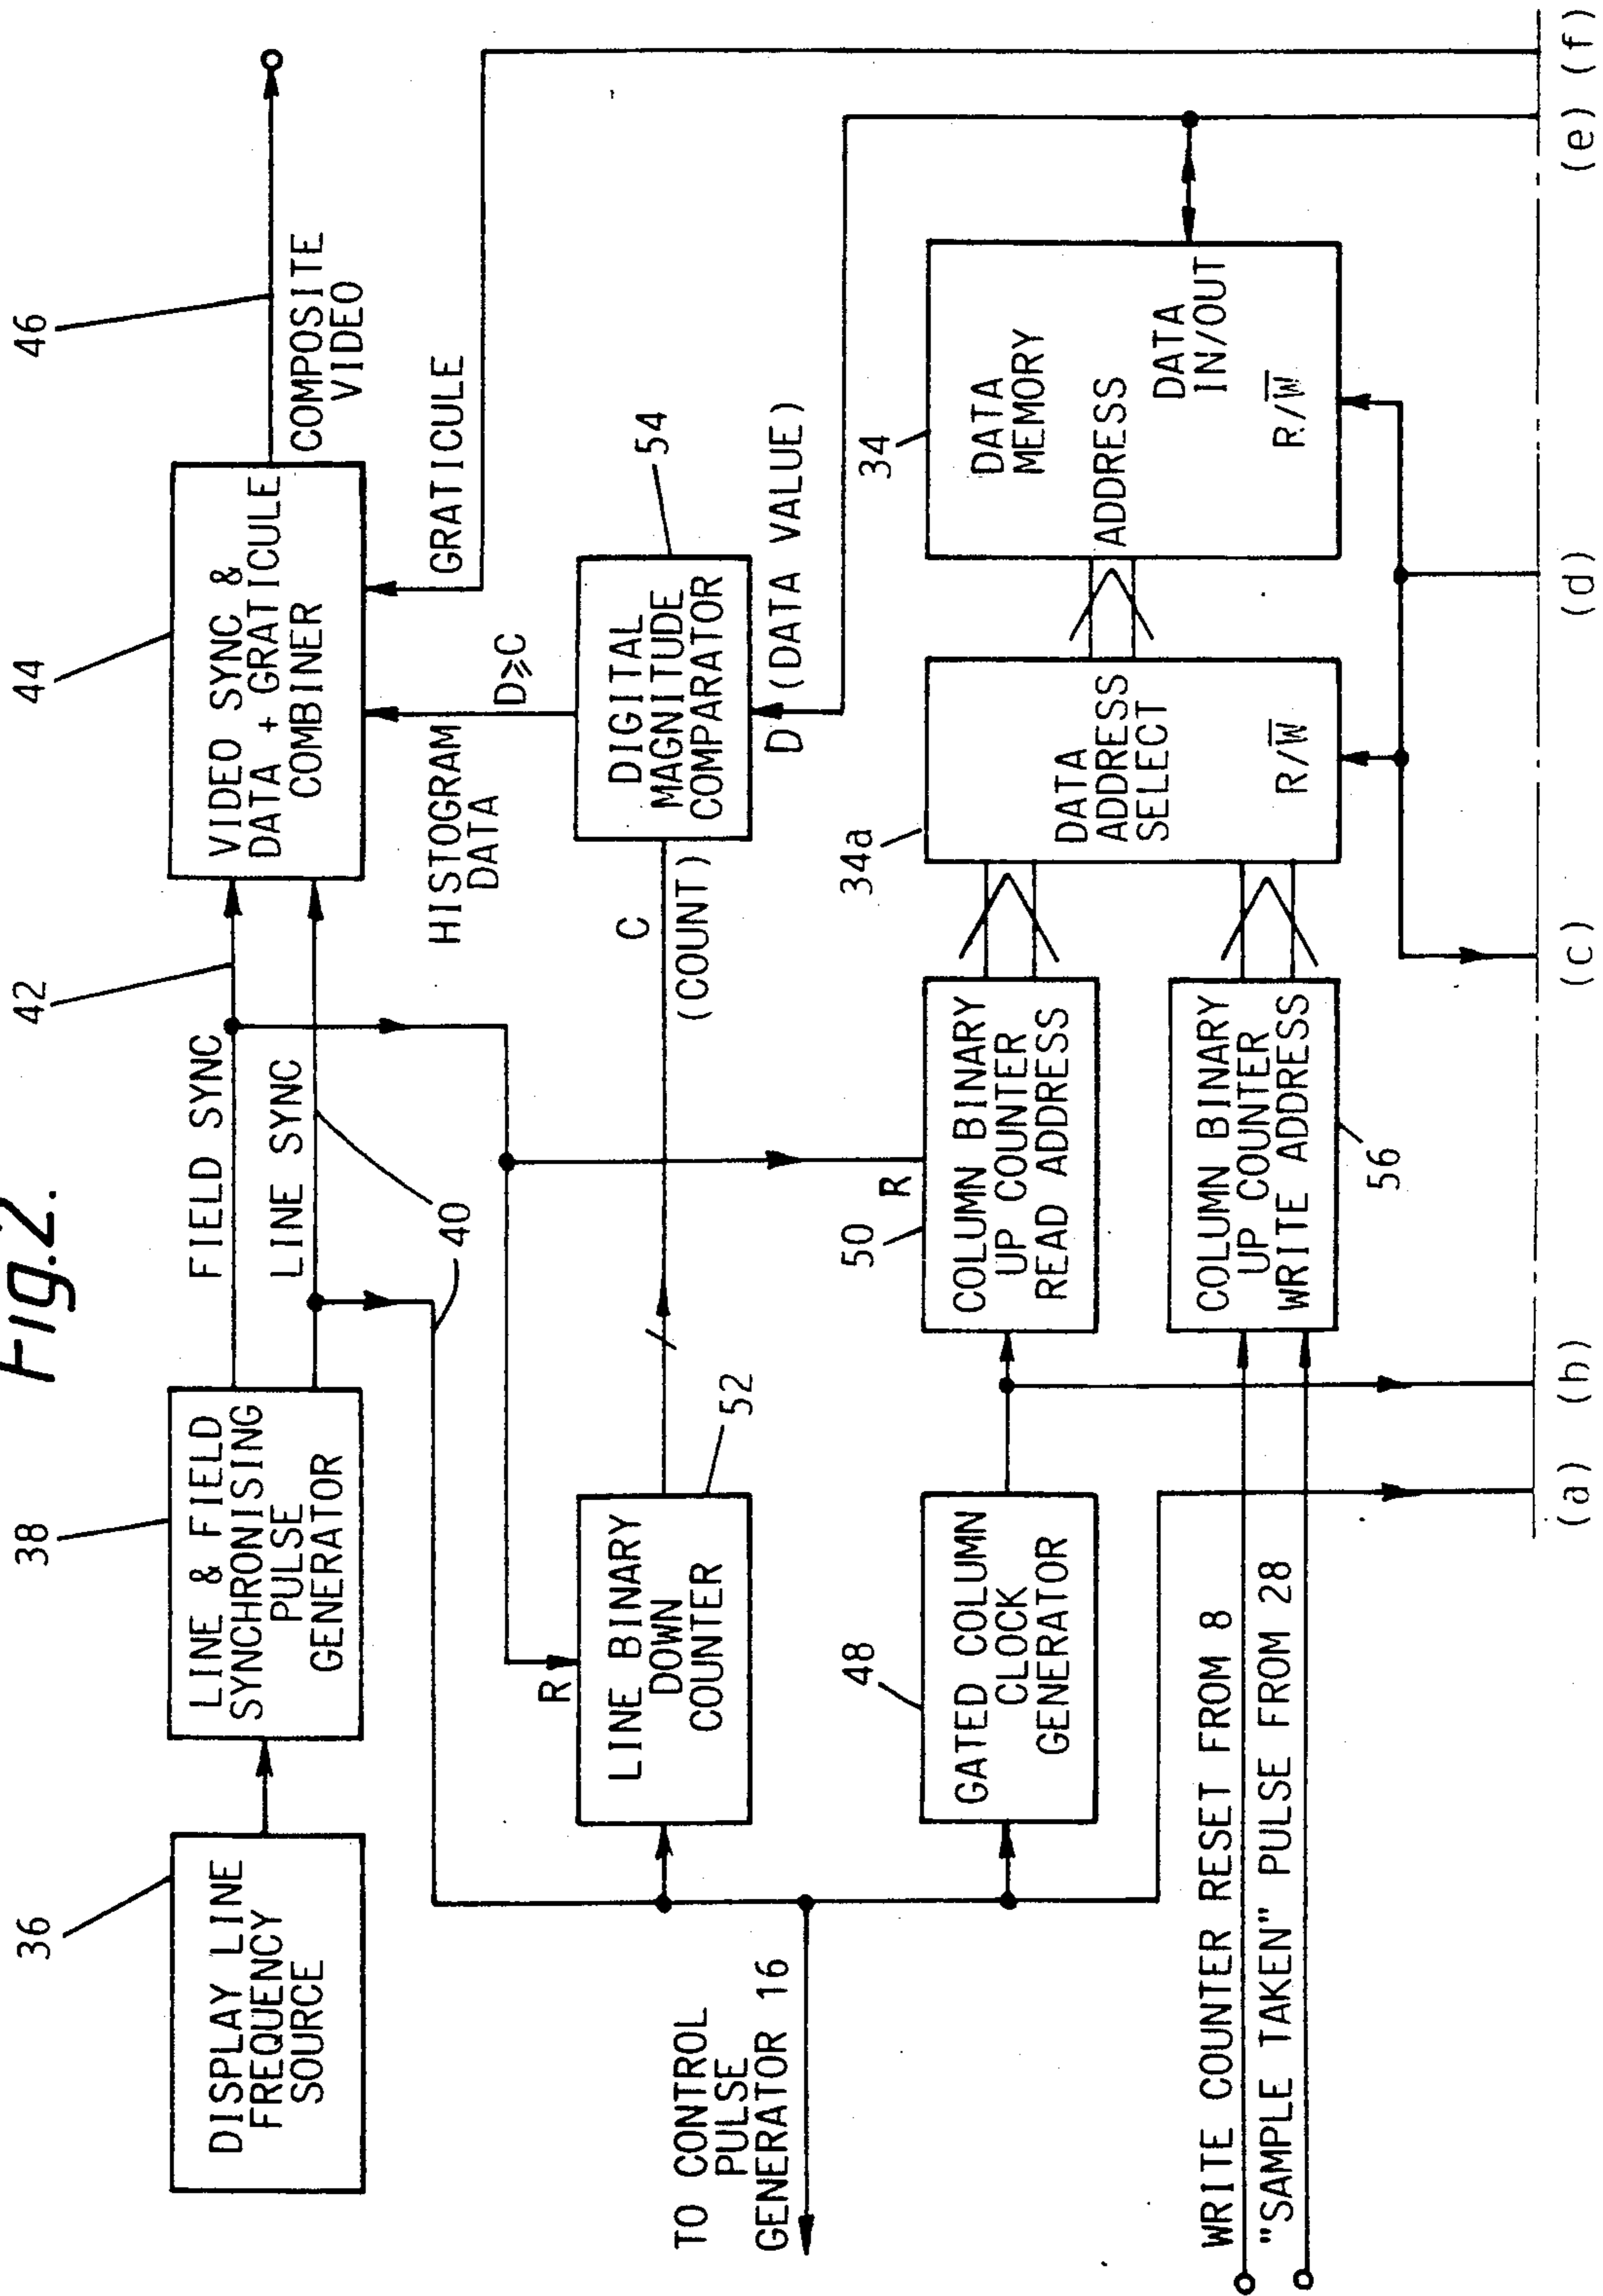 Fig.2.
36
38
42
44
46
DISPLAY LINE
FREQUENCY
SOURCE
LINE & FIELD
SYNCHRONISING
PULSE
GENERATOR
FIELD SYNC
LINE SYNC
40
VIDEO SYNC &
DATA + GRATICULE
COMBINER
COMPOSITE
VIDEO
HISTOGRAM
DATA
D≥C
GRATICULE
R
LINE BINARY
DOWN
COUNTER
52
C
(COUNT)
DIGITAL
MAGNITUDE
COMPARATOR
54
D (DATA VALUE)
TO CONTROL
PULSE
GENERATOR 16
48
GATED COLUMN
CLOCK
GENERATOR
50
R
COLUMN BINARY
UP COUNTER
READ ADDRESS
34a
DATA
ADDRESS
SELECT
R/W̅
34
DATA
MEMORY
ADDRESS
DATA
IN/OUT
R/W̅
COLUMN BINARY
UP COUNTER
WRITE ADDRESS
56
WRITE COUNTER RESET FROM 8
"SAMPLE TAKEN" PULSE FROM 28
(a) (b) (c) (d) (e) (f)